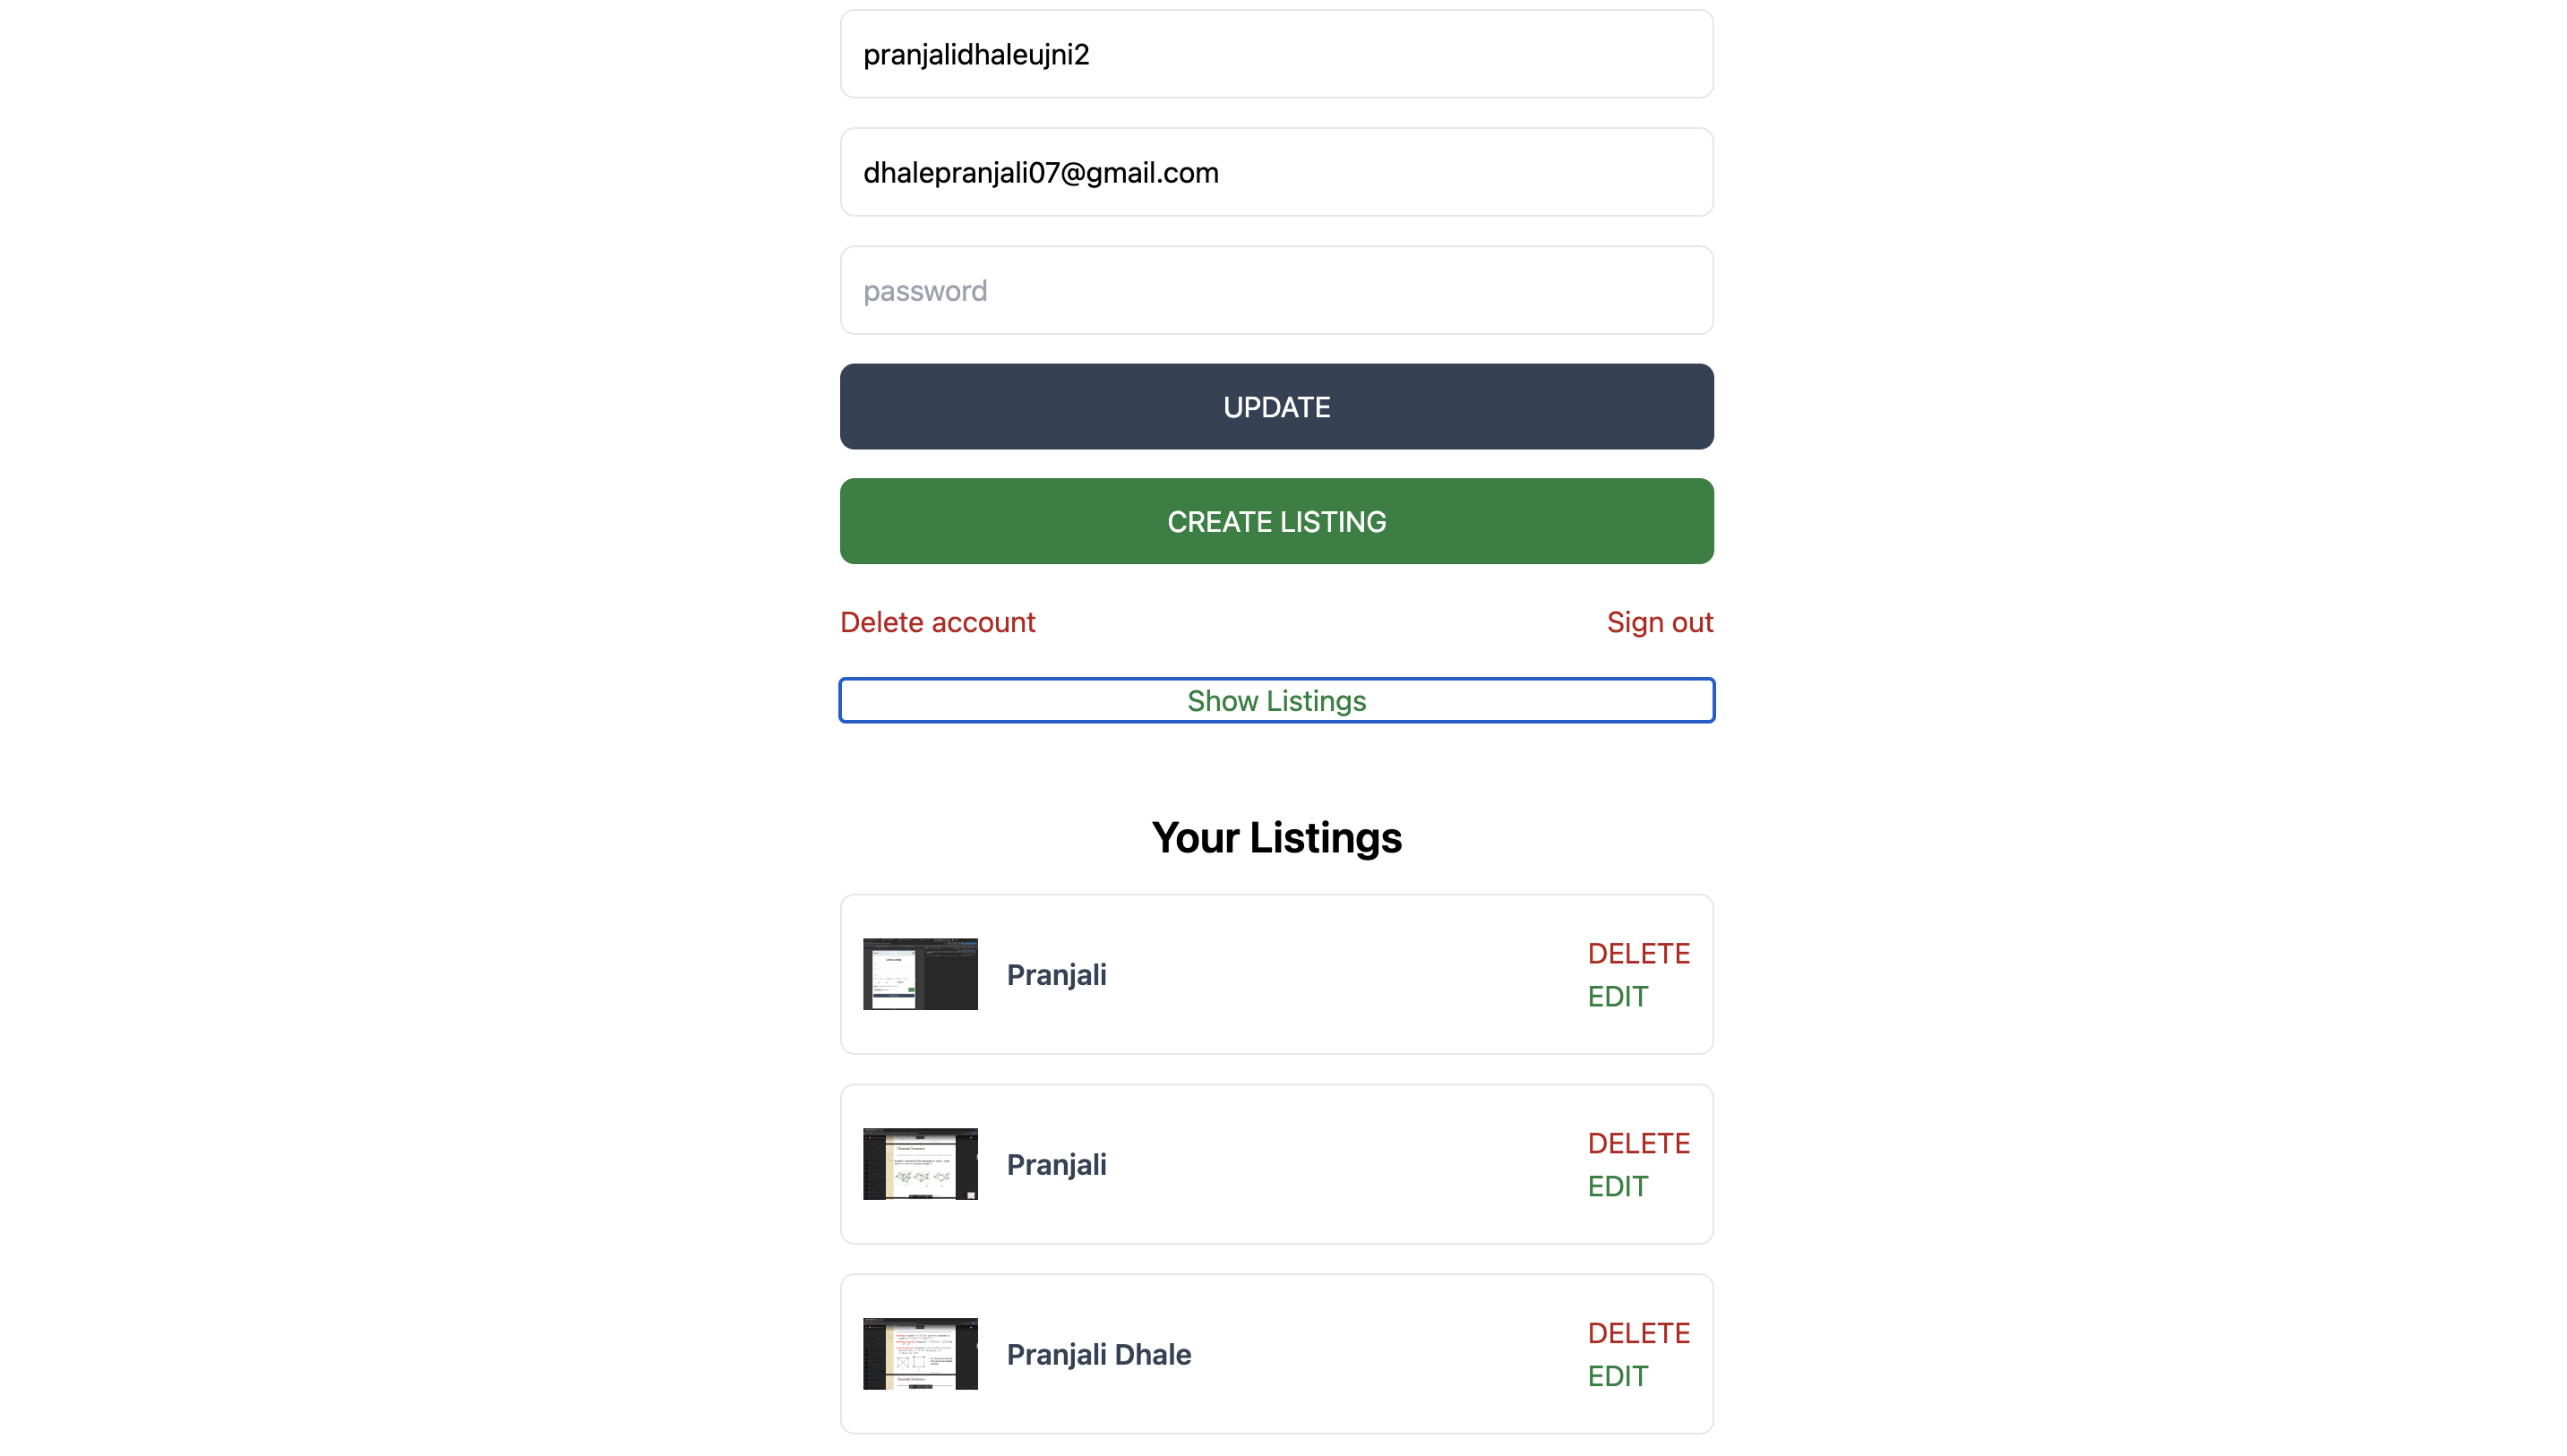 pranjalidhaleujni2
dhalepranjali07@gmail.com
password
UPDATE
CREATE LISTING
Delete account
Sign out
Show Listings
Your Listings
Pranjali
DELETE
EDIT
Pranjali
DELETE
EDIT
Pranjali Dhale
DELETE
EDIT